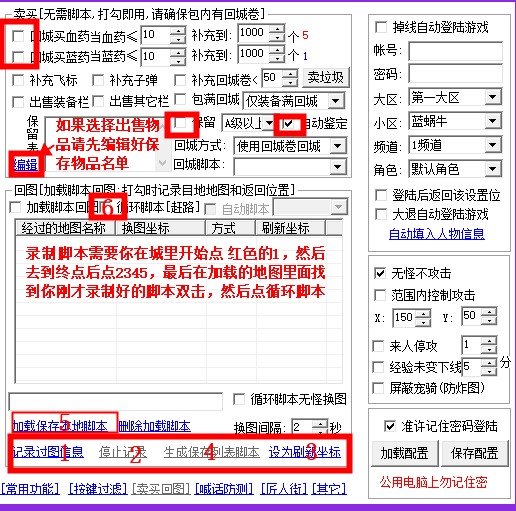 卖买[无需脚本,打勾即用,请确保包内有回城卷]
回城买血药当血药≤ 10 补充到: 1000 个 5
回城买蓝药当蓝药≤ 10 补充到: 1000 个 1
补充飞标 补充子弹 补充回城卷< 50 卖垃圾
出售装备栏 出售其它栏 包满回城 仅装备满回城
保留表
编辑
如果选择出售物
品请先编辑好保
存物品名单
保留 A级以上 自动鉴定
回城方式: 使用回城卷回城
回城脚本:
回图[加载脚本回图:打勾时记录目地地图和返回位置]
加载脚本回图 6 循环脚本[赶路] 自动脚本
经过的地图名称 换图坐标 方式 刷新坐标
录制脚本需要你在城里开始点 红色的1，然后
去到终点后点2345，最后在加载的地图里面找
到你刚才录制好的脚本双击，然后点循环脚本
循环脚本无怪换图
5
加载保存本地脚本 删除加载脚本 换图间隔: 2 秒
记录过图信息 停止记录 生成保存列表脚本 设为刷新坐标
1 2 4 3
[常用功能] [按键过滤] [卖买回图] [喊话防测] [匠人街] [其它]
掉线自动登陆游戏
帐号:
密码:
大区: 第一大区
小区: 蓝蜗牛
频道: 1频道
角色: 默认角色
登陆后返回该设置位
大退自动登陆游戏
自动填入人物信息
无怪不攻击
范围内控制攻击
X: 150 Y: 50
来人停攻 1
经验未变下线 5 分
屏蔽宠骑(防炸图)
准许记住密码登陆
加载配置 保存配置
公用电脑上勿记住密